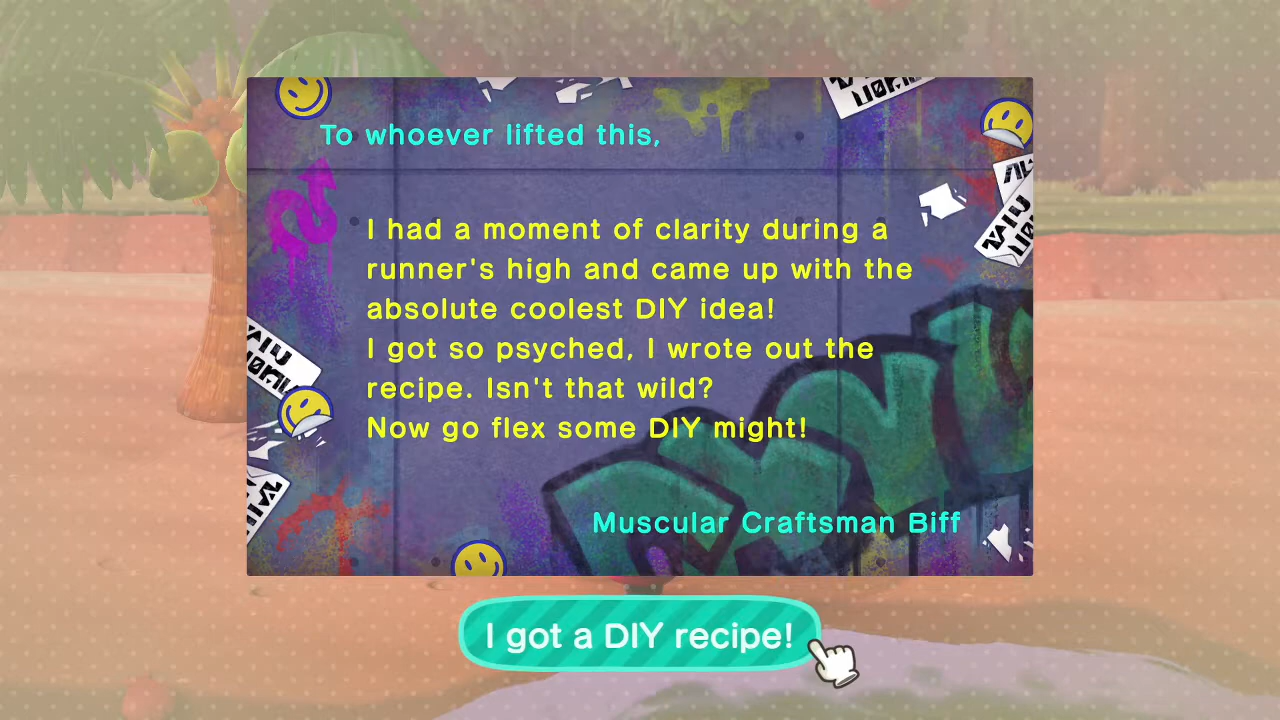 To whoever lifted this,
I had a moment of clarity during a
runner's high and came up with the
absolute coolest DIY idea!
I got so psyched, I wrote out the
recipe. Isn't that wild?
Now go flex some DIY might!
Muscular Craftsman Biff
I got a DIY recipe!